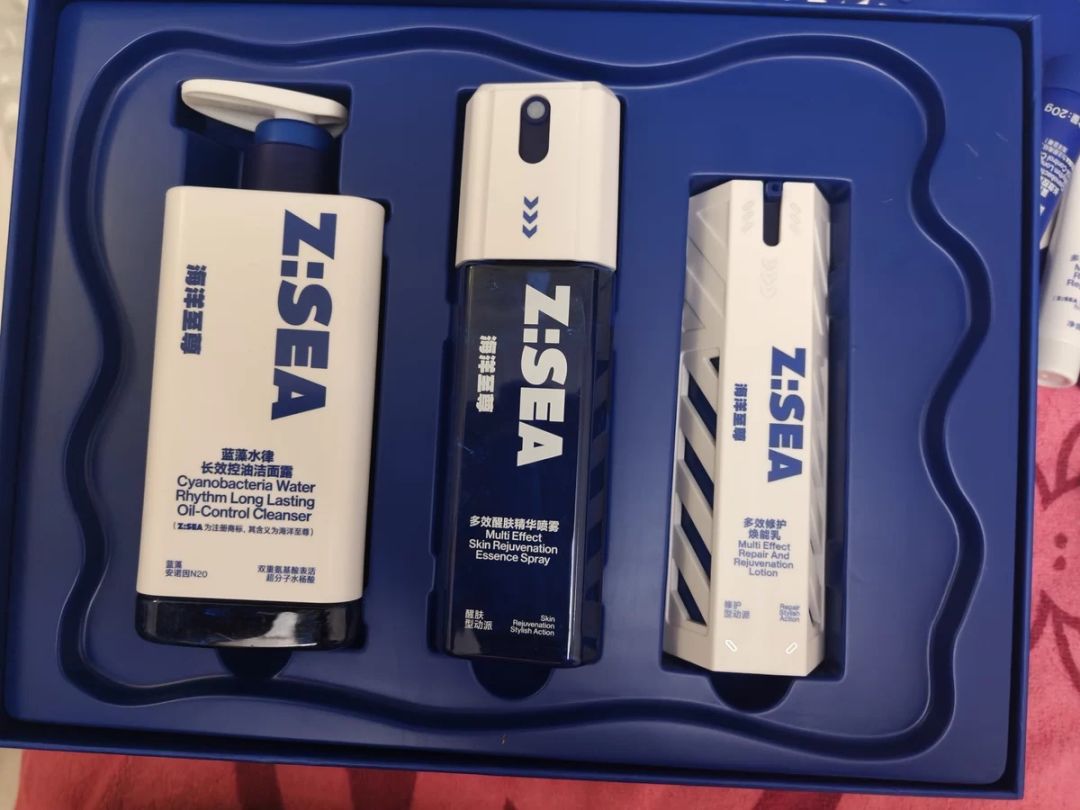 Z:SEA
海洋至尊
蓝藻水律
长效控油洁面露
Cyanobacteria Water
Rhythm Long Lasting
Oil-Control Cleanser
(Z:SEA为注册商标，其含义为海洋至尊)
蓝藻
安诺因N20
双重氨基酸表活
超分子水杨酸
Z:SEA
海洋至尊
多效醒肤精华喷雾
Multi Effect
Skin Rejuvenation
Essence Spray
醒肤
型动派
Skin
Rejuvenation
Stylish Action
Z:SEA
海洋至尊
多效修护
焕能乳
Multi Effect
Repair And
Rejuvenation
Lotion
修护
型动派
Repair
Stylish
Action
20g